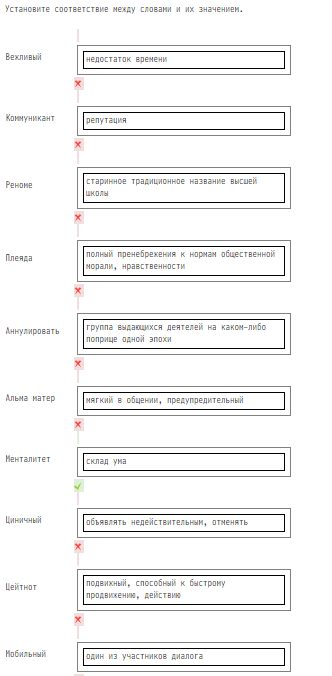 Установите соответствие между словами и их значением.
Вежливый
недостаток времени
Коммуникант
репутация
Реноме
старинное традиционное название высшей
школы
Плеяда
полный пренебрежения к нормам общественной
морали, нравственности
Аннулировать
группа выдающихся деятелей на каком-либо
поприще одной эпохи
Альма матер
мягкий в общении, предупредительный
Менталитет
склад ума
Циничный
объявлять недействительным, отменять
Цейтнот
подвижный, способный к быстрому
продвижению, действию
Мобильный
один из участников диалога